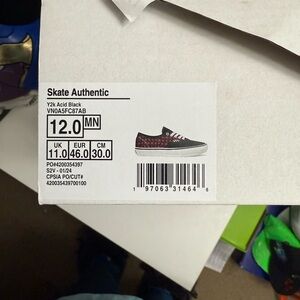 Skate Authentic
Y2k Acid Black
VN0A5FC87AB
12.0 MN
UK EUR CM
11.0 46.0 30.0
PO#4200354397
S2V - 01/24
CPSIA PO/CUT#
420035439700100
1 97063 31464 6